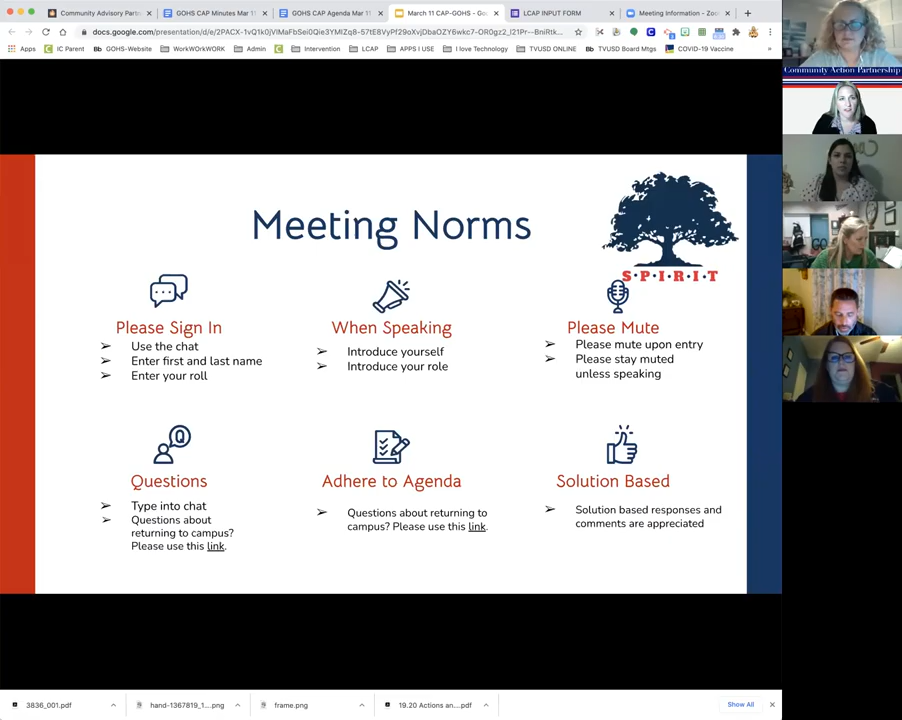 Community Advisory Partn
GOHS CAP Minutes Mar 11
GOHS CAP Agenda Mar 11
March 11 CAP-GOHS - Go
LCAP INPUT FORM
Meeting Information - Zoo
Apps
IC Parent
GOHS-Website
WorkWOrkWORK
Admin
Intervention
LCAP
APPS I USE
I love Technology
TVUSD ONLINE
TVUSD Board Mtgs
COVID-19 Vaccine
Community Action Partnership
Meeting Norms
S·P·I·R·I·T
Please Sign In
Use the chat
Enter first and last name
Enter your roll
When Speaking
Introduce yourself
Introduce your role
Please Mute
Please mute upon entry
Please stay muted
unless speaking
Q
Questions
Type into chat
Questions about
returning to campus?
Please use this link.
Adhere to Agenda
Questions about returning to
campus? Please use this link.
Solution Based
Solution based responses and
comments are appreciated
3836_001.pdf
hand-1367819_1....png
frame.png
19.20 Actions an....pdf
Show All